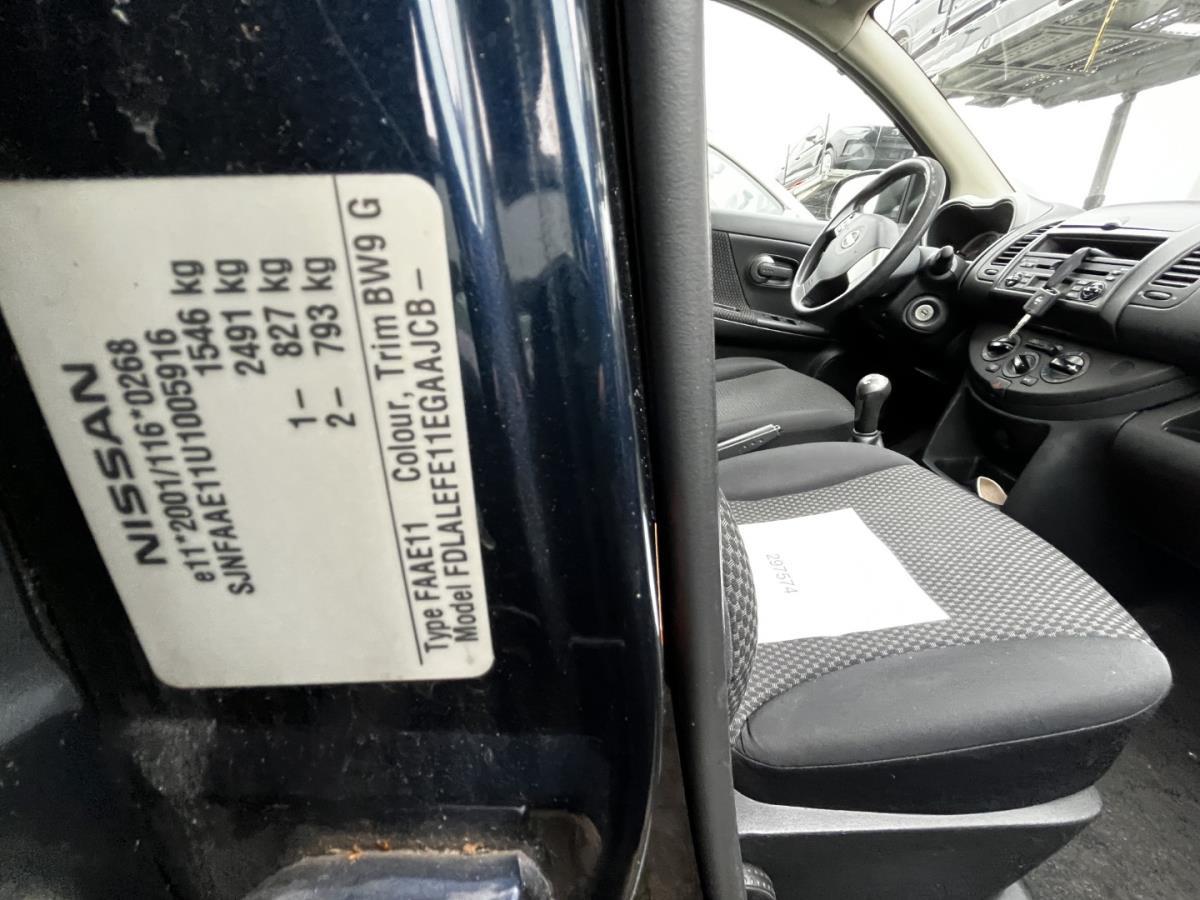 NISSAN
e11*2001/116*0268
SJNFAAE11U1005916
1546 kg
2491 kg
1– 827 kg
2– 793 kg
Type FAAE11 Colour, Trim BW9 G
Model FDLALEFE11EGAAJCB –
297574